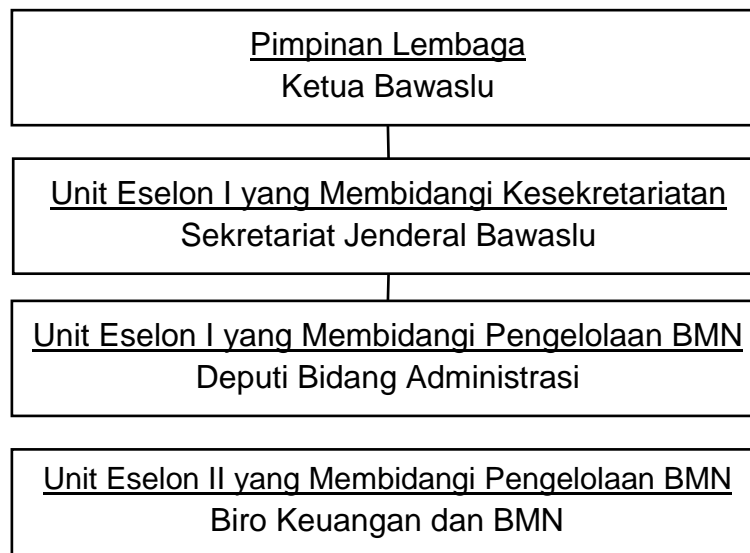 Pimpinan Lembaga
Ketua Bawaslu
Unit Eselon I yang Membidangi Kesekretariatan
Sekretariat Jenderal Bawaslu
Unit Eselon I yang Membidangi Pengelolaan BMN
Deputi Bidang Administrasi
Unit Eselon II yang Membidangi Pengelolaan BMN
Biro Keuangan dan BMN